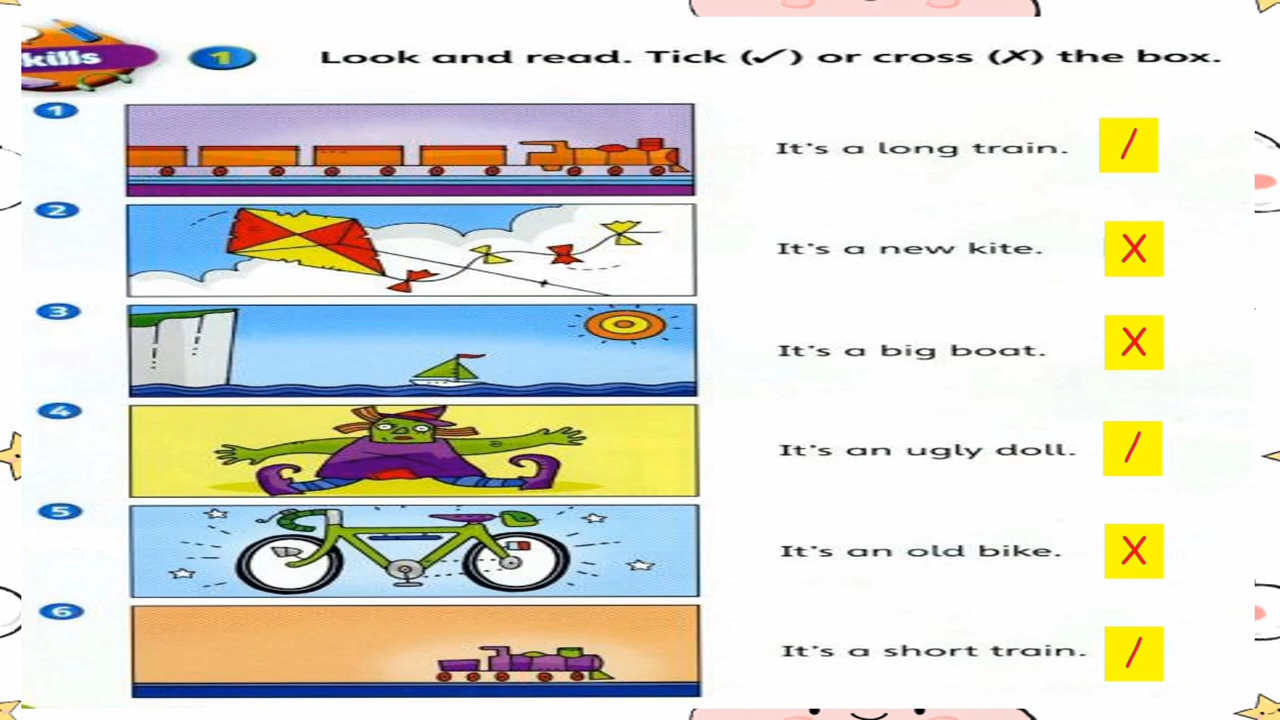 kills
1 Look and read. Tick (✓) or cross (✗) the box.
1 It's a long train. /
2 It's a new kite. X
3 It's a big boat. X
4 It's an ugly doll. /
5 It's an old bike. X
6 It's a short train. /